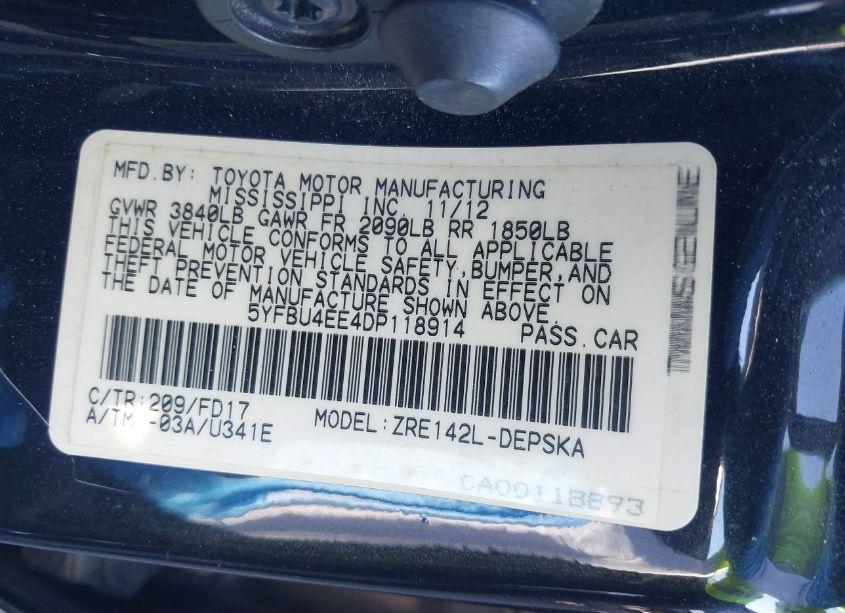 MFD.BY: TOYOTA MOTOR MANUFACTURING
MISSISSIPPI INC. 11/12
GVWR 3840LB GAWR FR 2090LB RR 1850LB
THIS VEHICLE CONFORMS TO ALL APPLICABLE
FEDERAL MOTOR VEHICLE SAFETY,BUMPER,AND
THEFT PREVENTION STANDARDS IN EFFECT ON
THE DATE OF MANUFACTURE SHOWN ABOVE.
5YFBU4EE4DP118914 PASS.CAR
C/TR:209/FD17
A/TM -03A/U341E
MODEL:ZRE142L-DEPSKA
CA00118893